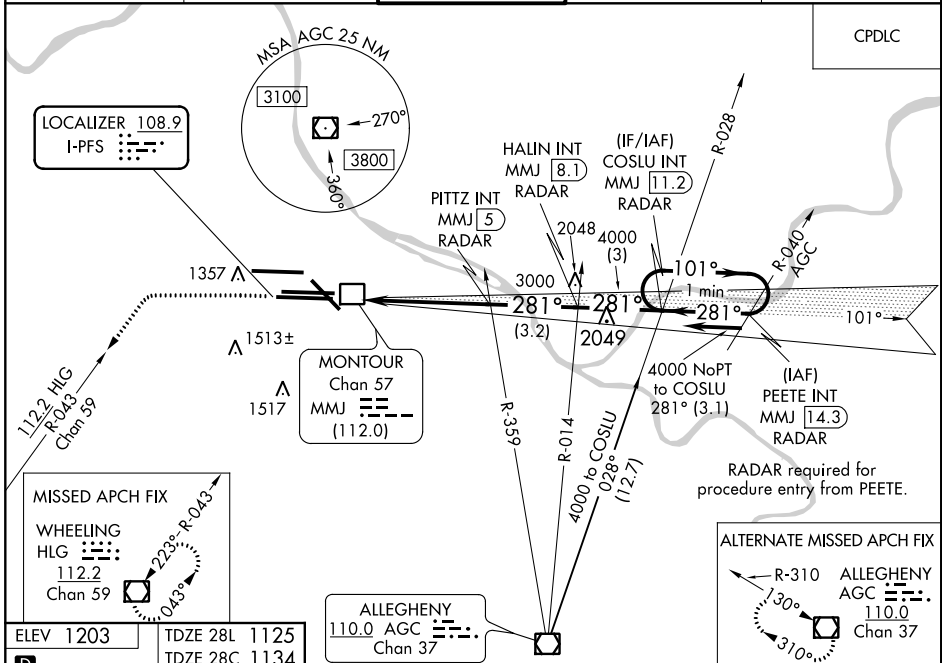 CPDLC
MSA AGC 25 NM
3100
270°
3800
360°
LOCALIZER 108.9
I-PFS
PITTZ INT
MMJ 5
RADAR
HALIN INT
MMJ 8.1
RADAR
(IF/IAF)
COSLU INT
MMJ 11.2
RADAR
R-028
R-040
AGC
2048
4000
(3)
3000
101°
1 min
281°
(3.2)
281°
281°
101°
2049
1357
1513±
1517
MONTOUR
Chan 57
MMJ
(112.0)
4000 NoPT
to COSLU
281° (3.1)
(IAF)
PEETE INT
MMJ 14.3
RADAR
RADAR required for
procedure entry from PEETE.
112.2 HLG
R-043
Chan 59
R-359
R-014
4000 to COSLU
028°
(12.7)
MISSED APCH FIX
WHEELING
HLG
112.2
Chan 59
223°
R-043
043°
ALLEGHENY
110.0 AGC
Chan 37
ALTERNATE MISSED APCH FIX
R-310
130°
310°
ALLEGHENY
AGC
110.0
Chan 37
ELEV 1203
D
TDZE 28L 1125
TDZE 28C 1134